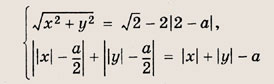 √(x² + y²) = √2 − 2|2 − a|,
||x| − a/2| + ||y| − a/2| = |x| + |y| − a